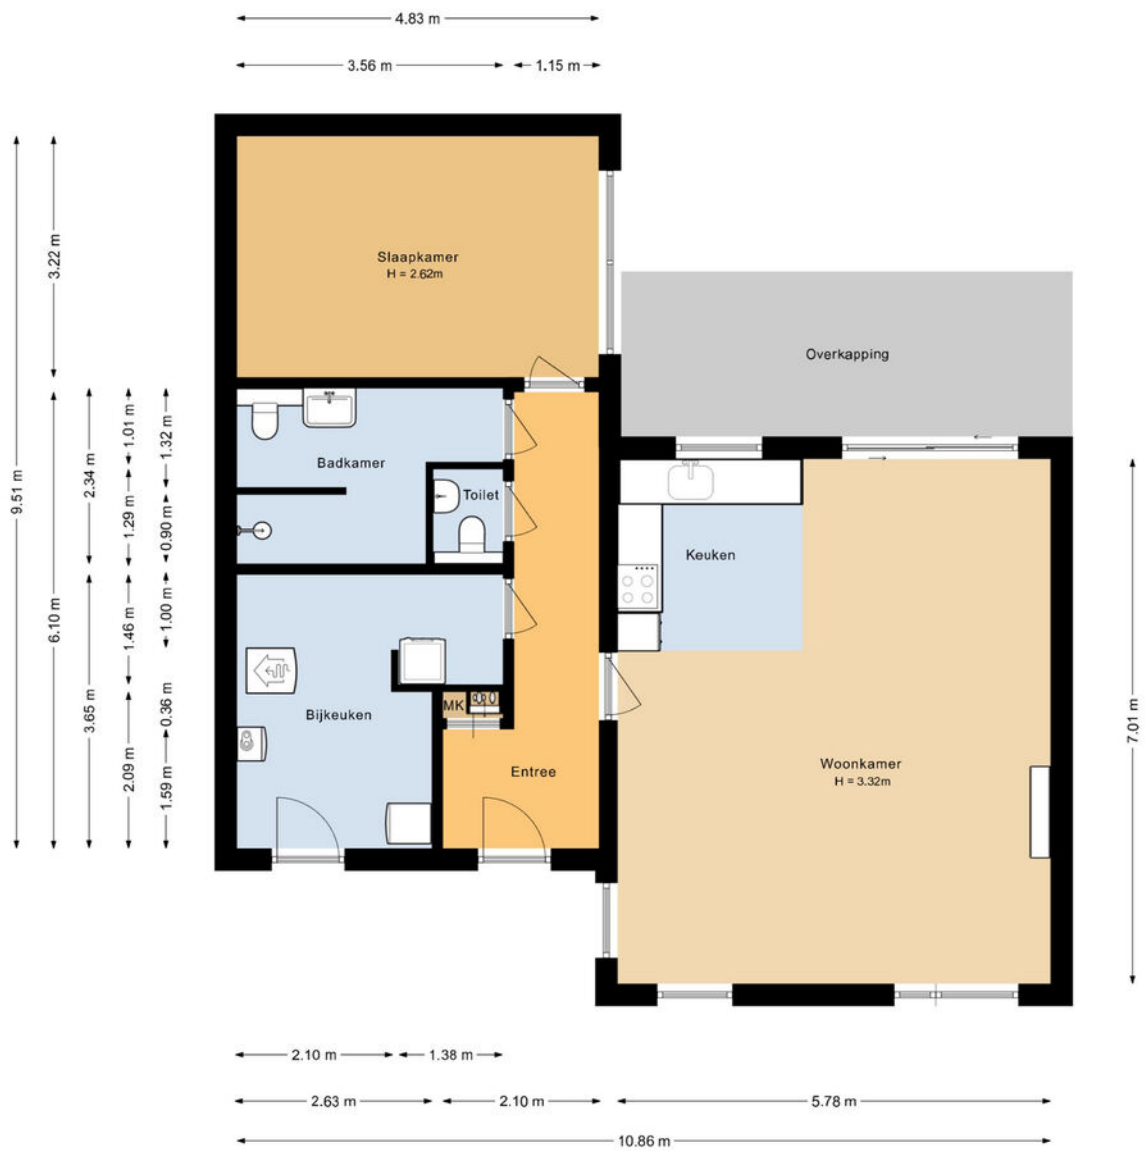 4.83 m
3.56 m
1.15 m
Slaapkamer
H = 2.62m
Overkapping
9.51 m
3.22 m
6.10 m
2.34 m
3.65 m
1.01 m
1.29 m
1.46 m
2.09 m
1.32 m
0.90 m
1.00 m
0.36 m
1.59 m
Badkamer
Toilet
Keuken
MK
Bijkeuken
Entree
Woonkamer
H = 3.32m
7.01 m
2.10 m
1.38 m
2.63 m
2.10 m
5.78 m
10.86 m